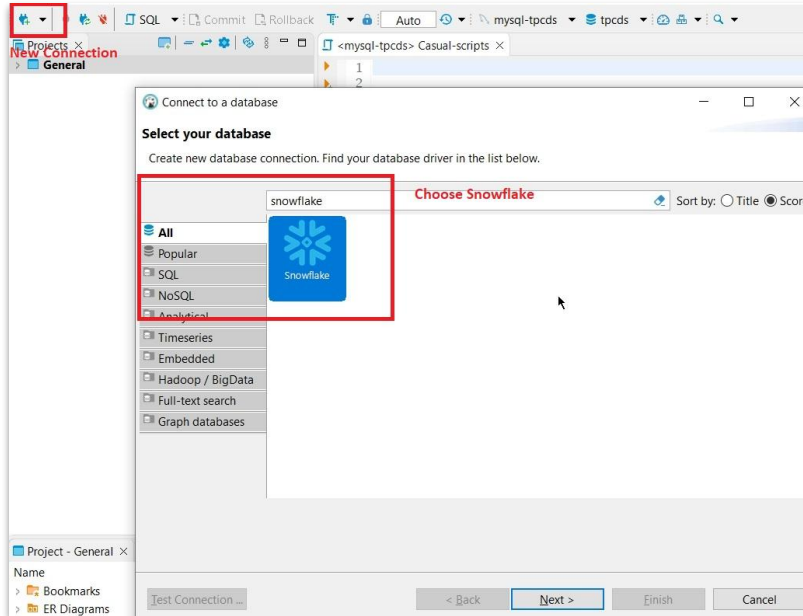 SQL Commit Rollback Auto mysql-tpcds tpcds
Projects × <mysql-tpcds> Casual-scripts ×
New Connection
General
1
2
Connect to a database
Select your database
Create new database connection. Find your database driver in the list below.
snowflake Choose Snowflake Sort by: Title Scor
All
Popular
SQL
NoSQL
Analytical
Timeseries
Embedded
Hadoop / BigData
Full-text search
Graph databases
Snowflake
Project - General ×
Name
Bookmarks
ER Diagrams
Test Connection ... < Back Next > Finish Cancel